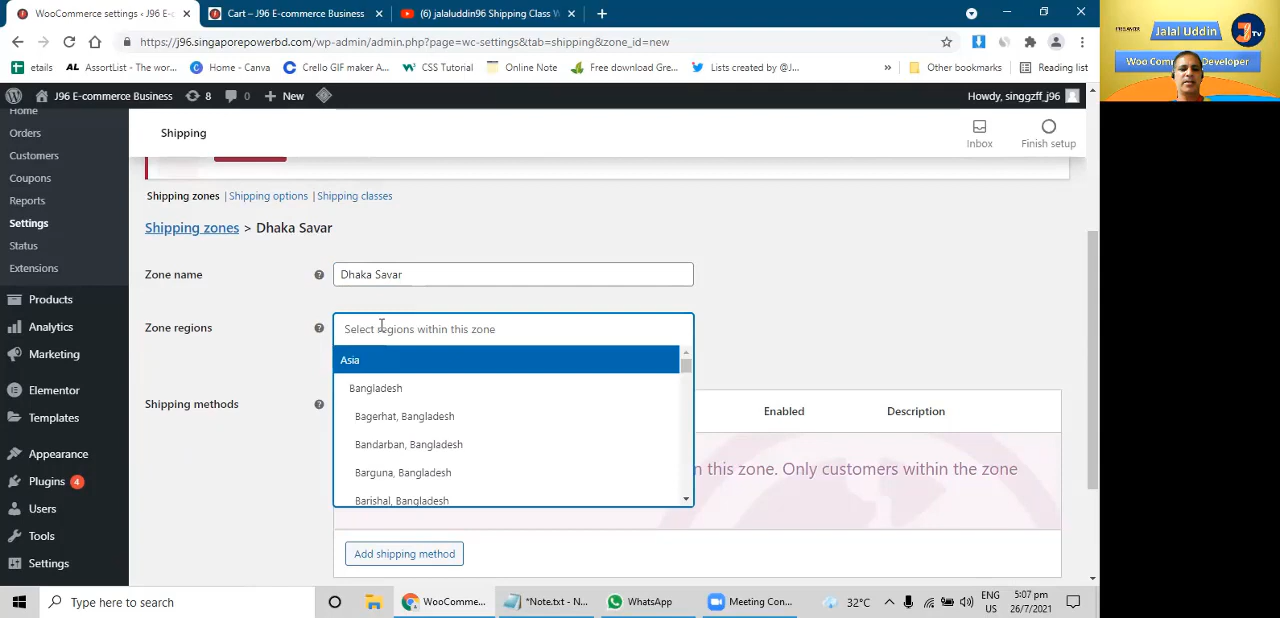 WooCommerce settings ‹ J96 E-c
Cart – J96 E-commerce Business
(6) jalaluddin96 Shipping Class W
https://j96.singaporepowerbd.com/wp-admin/admin.php?page=wc-settings&tab=shipping&zone_id=new
etails
AL AssortList - The wor...
Home - Canva
Crello GIF maker A...
CSS Tutorial
Online Note
Free download Gre...
Lists created by @J...
»
Other bookmarks
Reading list
J96 E-commerce Business
8
0
New
Howdy, singgzff_j96
Home
Orders
Customers
Coupons
Reports
Settings
Status
Extensions
Products
Analytics
Marketing
Elementor
Templates
Appearance
Plugins 4
Users
Tools
Settings
Shipping
Inbox
Finish setup
Shipping zones | Shipping options | Shipping classes
Shipping zones > Dhaka Savar
Zone name
Dhaka Savar
Zone regions
Select regions within this zone
Asia
Bangladesh
Bagerhat, Bangladesh
Bandarban, Bangladesh
Barguna, Bangladesh
Barishal, Bangladesh
Shipping methods
Enabled
Description
n this zone. Only customers within the zone
Add shipping method
Type here to search
WooComme...
*Note.txt - N...
WhatsApp
Meeting Con...
32°C
ENG
US
5:07 pm
26/7/2021
FREELANCER
Jalal Uddin
TV
Woo Com
Developer